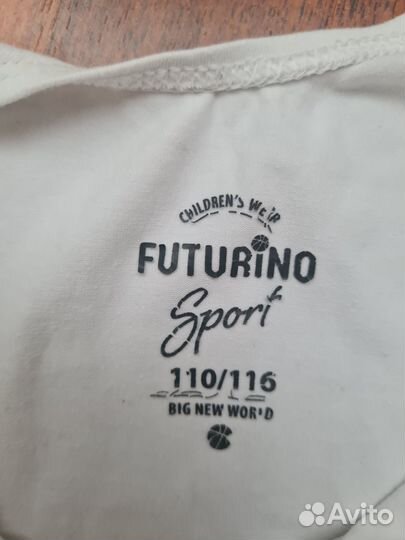 CHILDREN'S WEAR
FUTURINO
Sport
110/116
BIG NEW WORLD
Avito